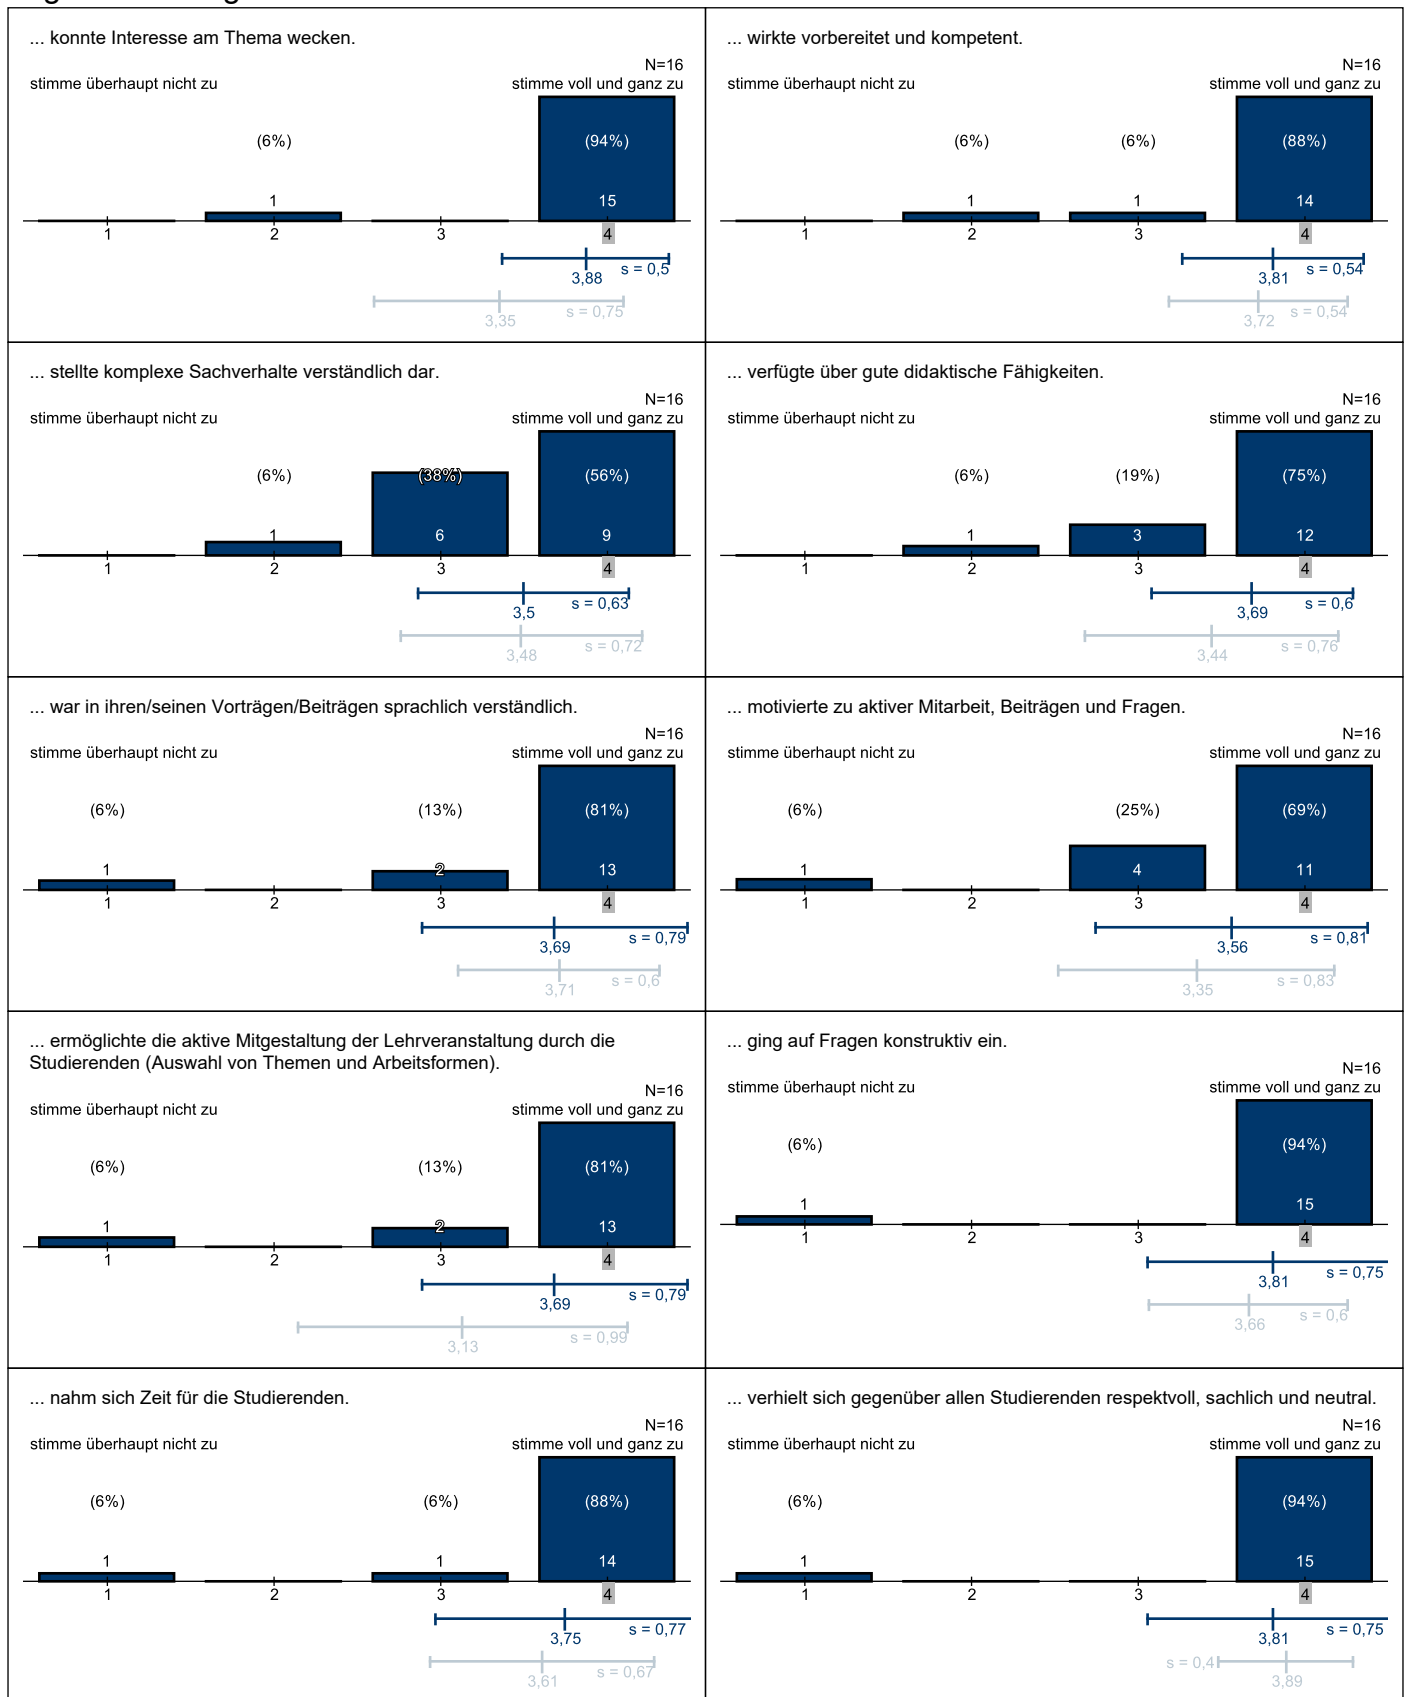 ... konnte Interesse am Thema wecken.
N=16
stimme überhaupt nicht zu
stimme voll und ganz zu
(6%)
(94%)
1
15
1
2
3
4
3,88
s = 0,5
3,35
s = 0,75
... wirkte vorbereitet und kompetent.
N=16
stimme überhaupt nicht zu
stimme voll und ganz zu
(6%)
(6%)
(88%)
1
1
14
1
2
3
4
3,81
s = 0,54
3,72
s = 0,54
... stellte komplexe Sachverhalte verständlich dar.
N=16
stimme überhaupt nicht zu
stimme voll und ganz zu
(6%)
(38%)
(56%)
1
6
9
1
2
3
4
3,5
s = 0,63
3,48
s = 0,72
... verfügte über gute didaktische Fähigkeiten.
N=16
stimme überhaupt nicht zu
stimme voll und ganz zu
(6%)
(19%)
(75%)
1
3
12
1
2
3
4
3,69
s = 0,6
3,44
s = 0,76
... war in ihren/seinen Vorträgen/Beiträgen sprachlich verständlich.
N=16
stimme überhaupt nicht zu
stimme voll und ganz zu
(6%)
(13%)
(81%)
1
2
13
1
2
3
4
3,69
s = 0,79
3,71
s = 0,6
... motivierte zu aktiver Mitarbeit, Beiträgen und Fragen.
N=16
stimme überhaupt nicht zu
stimme voll und ganz zu
(6%)
(25%)
(69%)
1
4
11
1
2
3
4
3,56
s = 0,81
3,35
s = 0,83
... ermöglichte die aktive Mitgestaltung der Lehrveranstaltung durch die
Studierenden (Auswahl von Themen und Arbeitsformen).
N=16
stimme überhaupt nicht zu
stimme voll und ganz zu
(6%)
(13%)
(81%)
1
2
13
1
2
3
4
3,69
s = 0,79
3,13
s = 0,99
... ging auf Fragen konstruktiv ein.
N=16
stimme überhaupt nicht zu
stimme voll und ganz zu
(6%)
(94%)
1
15
1
2
3
4
3,81
s = 0,75
3,66
s = 0,6
... nahm sich Zeit für die Studierenden.
N=16
stimme überhaupt nicht zu
stimme voll und ganz zu
(6%)
(6%)
(88%)
1
1
14
1
2
3
4
3,75
s = 0,77
3,61
s = 0,67
... verhielt sich gegenüber allen Studierenden respektvoll, sachlich und neutral.
N=16
stimme überhaupt nicht zu
stimme voll und ganz zu
(6%)
(94%)
1
15
1
2
3
4
3,81
s = 0,75
s = 0,4
3,89